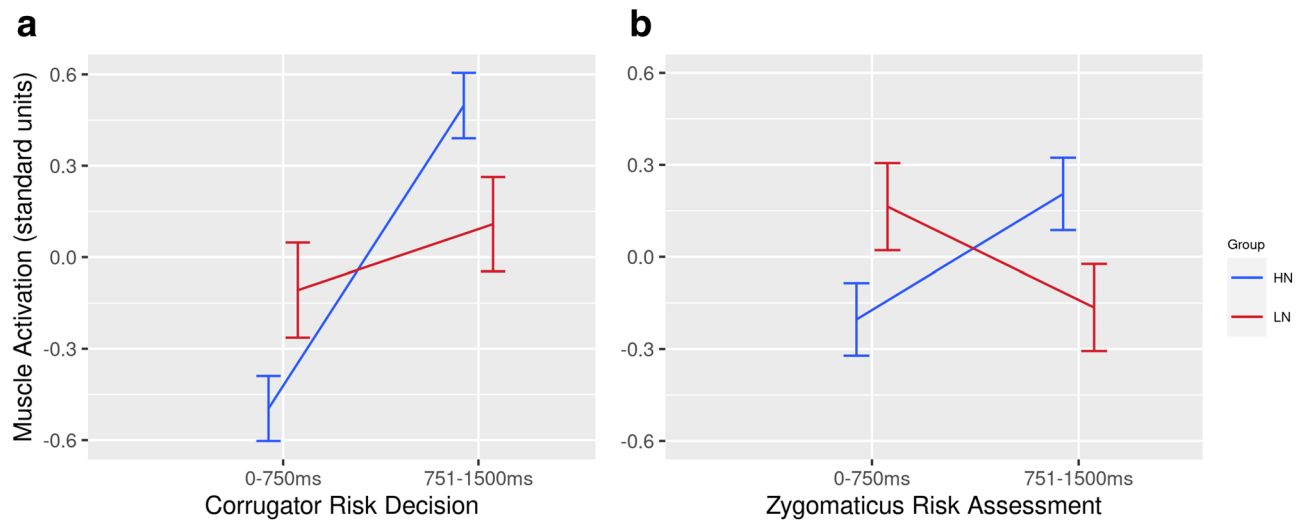 a
b
Muscle Activation (standard units)
0.6
0.3
0.0
-0.3
-0.6
0-750ms
751-1500ms
Corrugator Risk Decision
0.6
0.3
0.0
-0.3
-0.6
0-750ms
751-1500ms
Zygomaticus Risk Assessment
Group
HN
LN